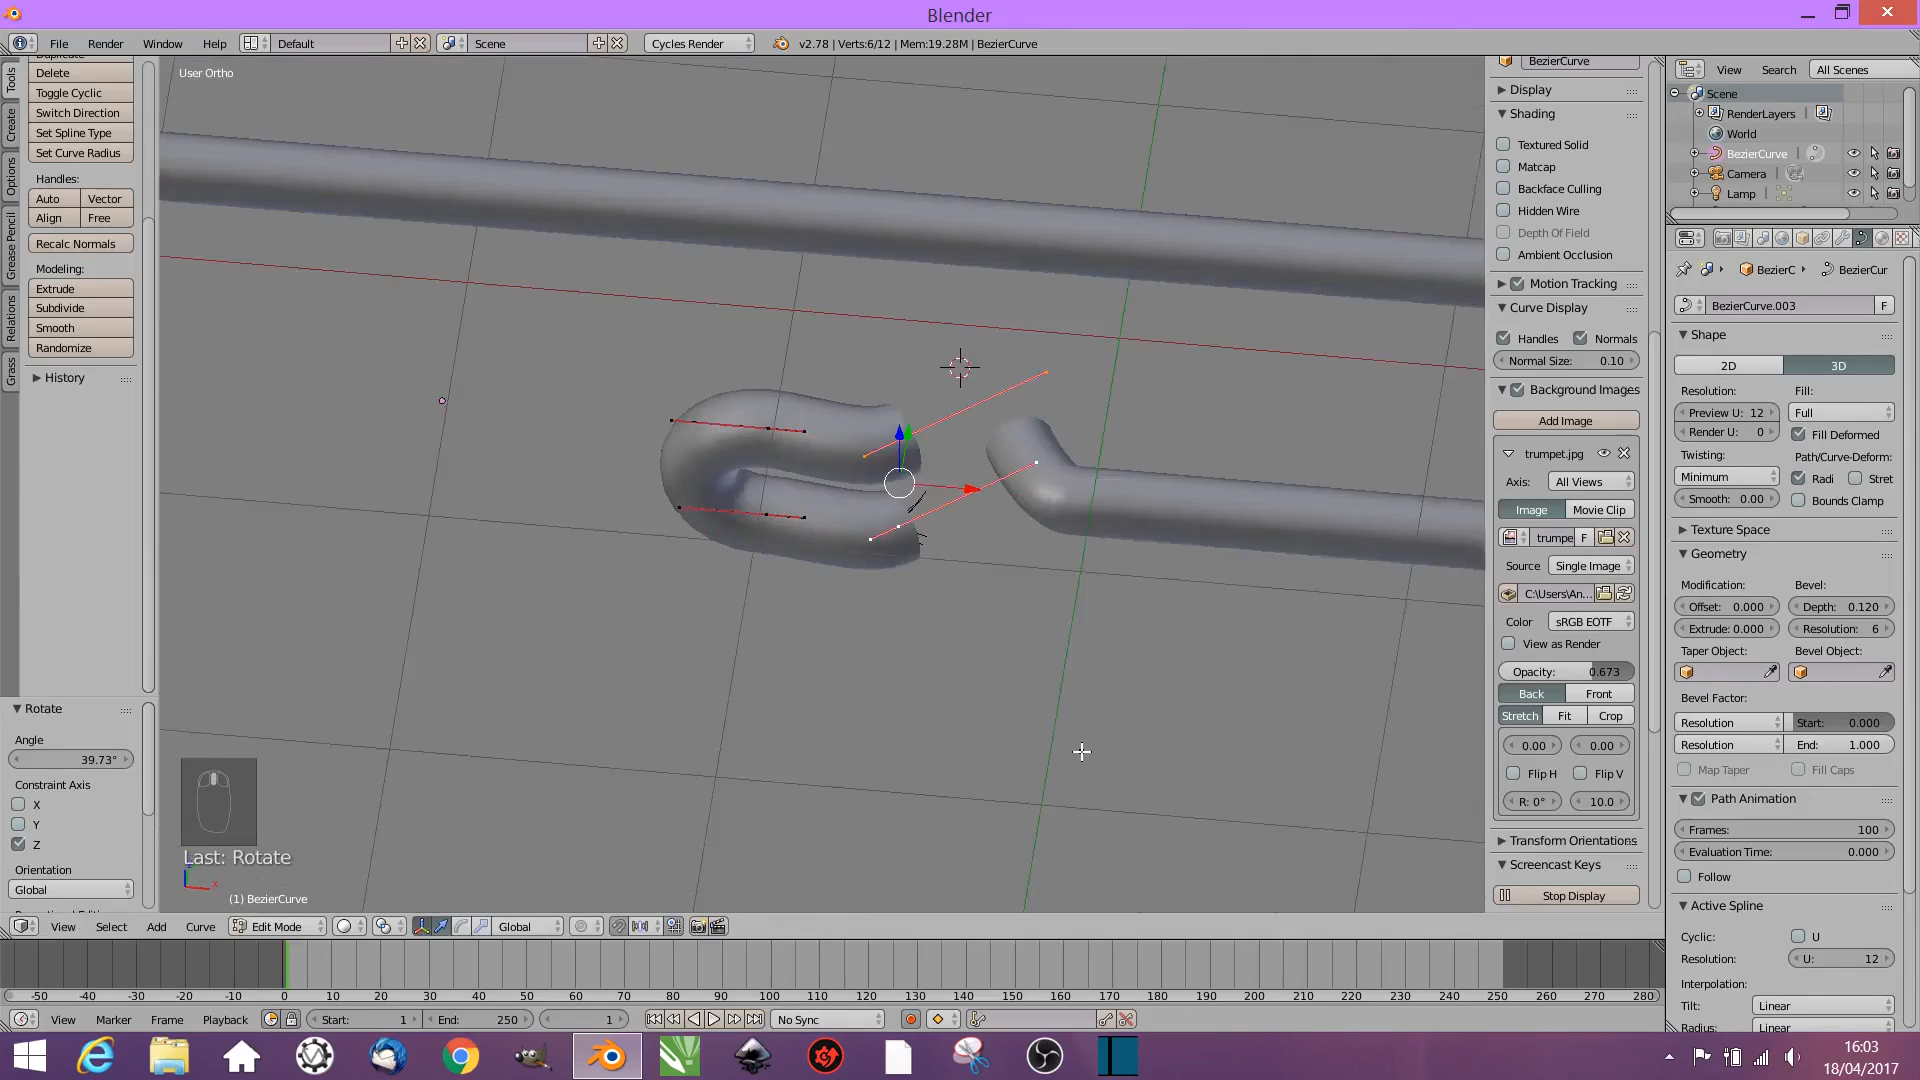 Blender
File Render Window Help Default Scene Cycles Render v2.78 | Verts:6/12 | Mem:19.28M | BezierCurve
User Ortho
Tools
Create
Options
Grease Pencil
Relations
Grass
Delete
Toggle Cyclic
Switch Direction
Set Spline Type
Set Curve Radius
Handles:
Auto Vector
Align Free
Recalc Normals
Modeling:
Extrude
Subdivide
Smooth
Randomize
History
Rotate
Angle
39.73°
Constraint Axis
X
Y
Z
Orientation
Global
Last: Rotate
(1) BezierCurve
BezierCurve
Display
Shading
Textured Solid
Matcap
Backface Culling
Hidden Wire
Depth Of Field
Ambient Occlusion
Motion Tracking
Curve Display
Handles Normals
Normal Size: 0.10
Background Images
Add Image
trumpet.jpg
Axis: All Views
Image Movie Clip
trumpe F
Source Single Image
C:\Users\An...
Color sRGB EOTF
View as Render
Opacity: 0.673
Back Front
Stretch Fit Crop
0.00 0.00
Flip H Flip V
R: 0° 10.0
Transform Orientations
Screencast Keys
Stop Display
View Search All Scenes
Scene
RenderLayers
World
BezierCurve
Camera
Lamp
BezierC BezierCur
BezierCurve.003 F
Shape
2D 3D
Resolution: Fill:
Preview U: 12 Full
Render U: 0 Fill Deformed
Twisting: Path/Curve-Deform:
Minimum Radi Stret
Smooth: 0.00 Bounds Clamp
Texture Space
Geometry
Modification: Bevel:
Offset: 0.000 Depth: 0.120
Extrude: 0.000 Resolution: 6
Taper Object: Bevel Object:
Bevel Factor:
Resolution Start: 0.000
Resolution End: 1.000
Map Taper Fill Caps
Path Animation
Frames: 100
Evaluation Time: 0.000
Follow
Active Spline
Cyclic: U
Resolution: U: 12
Interpolation:
Tilt: Linear
Radius: Linear
View Select Add Curve Edit Mode Global
-50 -40 -30 -20 -10 0 10 20 30 40 50 60 70 80 90 100 110 120 130 140 150 160 170 180 190 200 210 220 230 240 250 260 270 280
View Marker Frame Playback Start: 1 End: 250 1 No Sync
16:03
18/04/2017